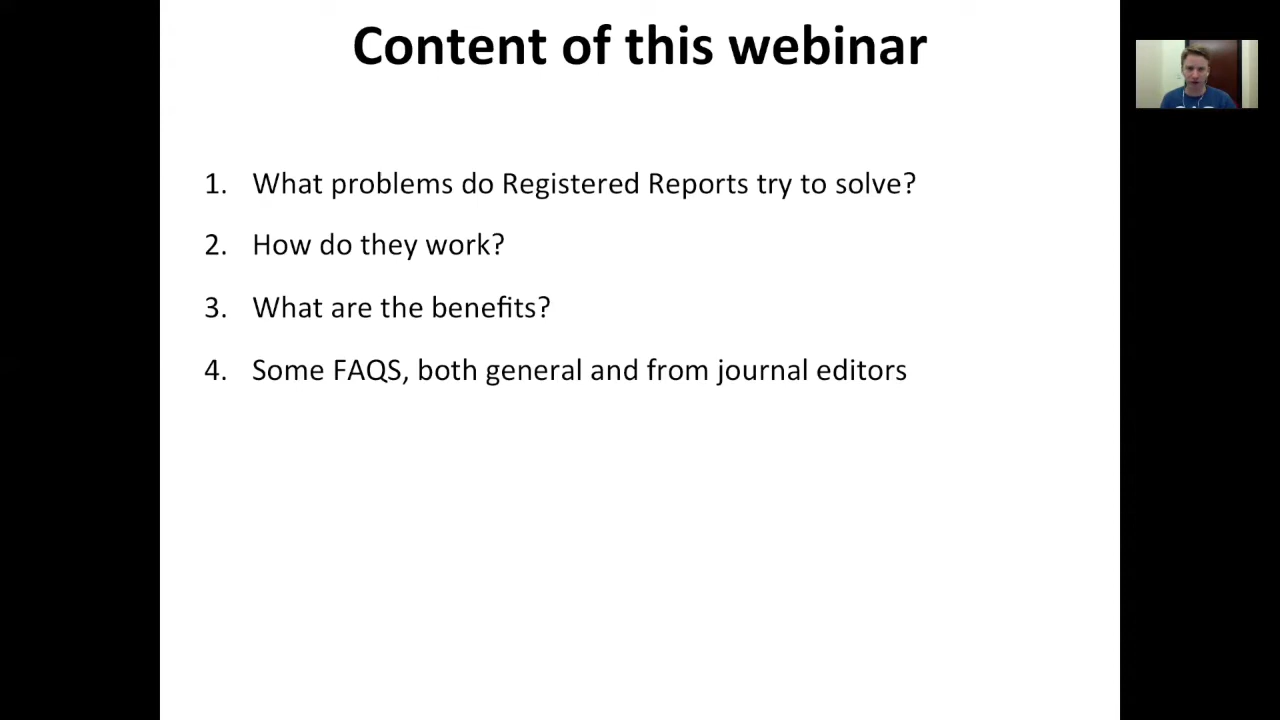 Content of this webinar
1. What problems do Registered Reports try to solve?
2. How do they work?
3. What are the benefits?
4. Some FAQS, both general and from journal editors